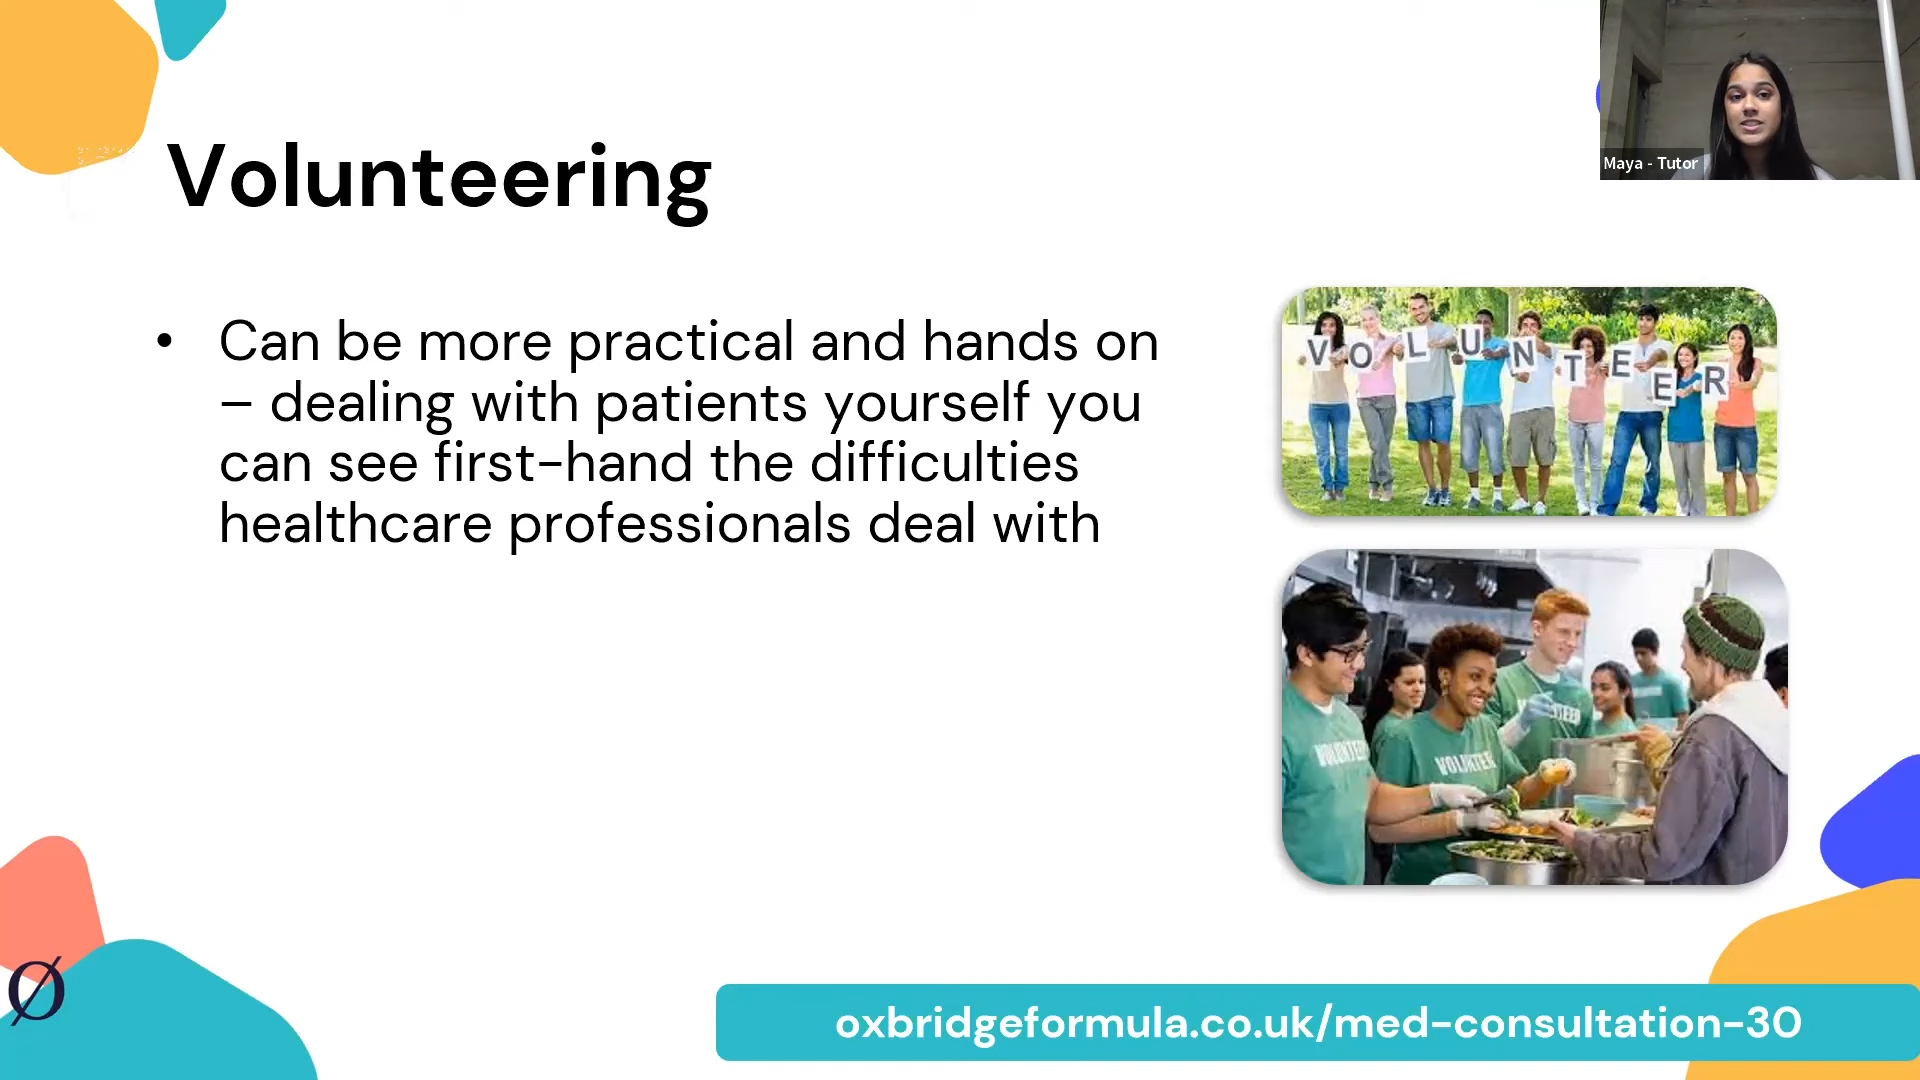 Maya - Tutor
Volunteering
• Can be more practical and hands on
– dealing with patients yourself you
can see first-hand the difficulties
healthcare professionals deal with
V O L U N T E E R
VOLUNTEER
VOLUNTEER
Ø
oxbridgeformula.co.uk/med-consultation-30